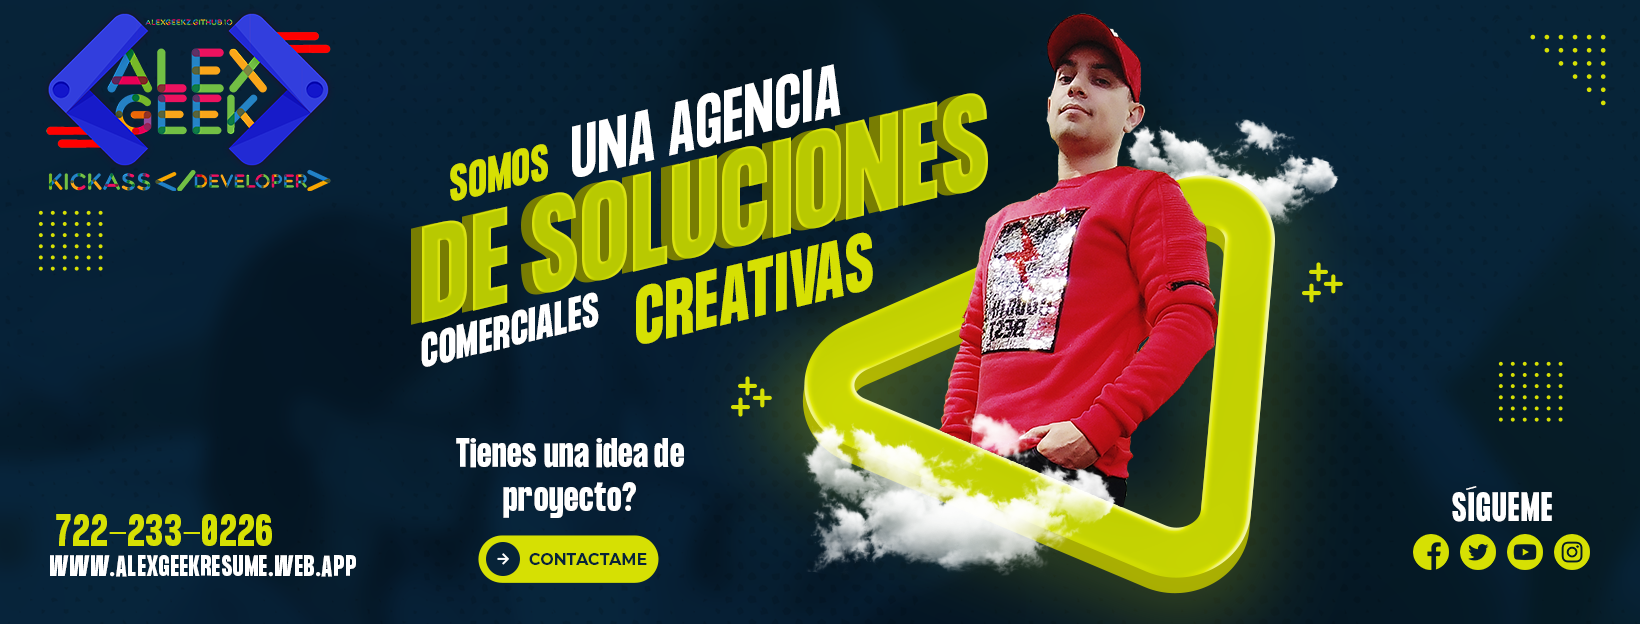 ALEXGEEKZ.GITHUB.IO
ALEX
GEEK
KICKASS </DEVELOPER>
SOMOS UNA AGENCIA
DE SOLUCIONES
COMERCIALES CREATIVAS
Tienes una idea de
proyecto?
CONTACTAME
722-233-0226
WWW.ALEXGEEKRESUME.WEB.APP
SÍGUEME